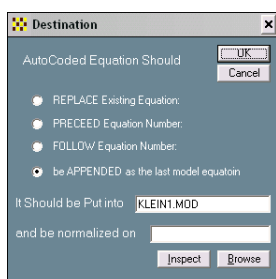 Destination
AutoCoded Equation Should
OK
Cancel
REPLACE Existing Equation:
PRECEED Equation Number:
FOLLOW Equation Number:
be APPENDED as the last model equatoin
It Should be Put into KLEIN1.MOD
and be normalized on
Inspect Browse